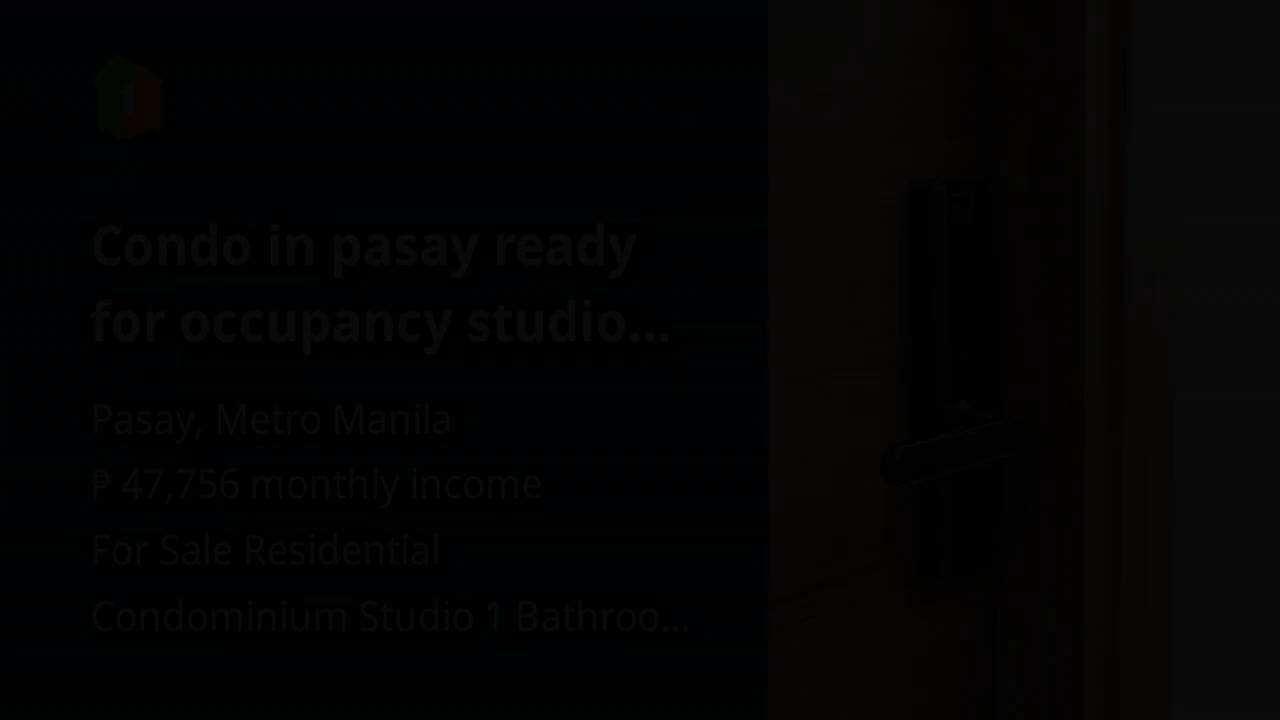 Condo in pasay ready
for occupancy studio...
Pasay, Metro Manila
₱ 47,756 monthly income
For Sale Residential
Condominium Studio 1 Bathroo...